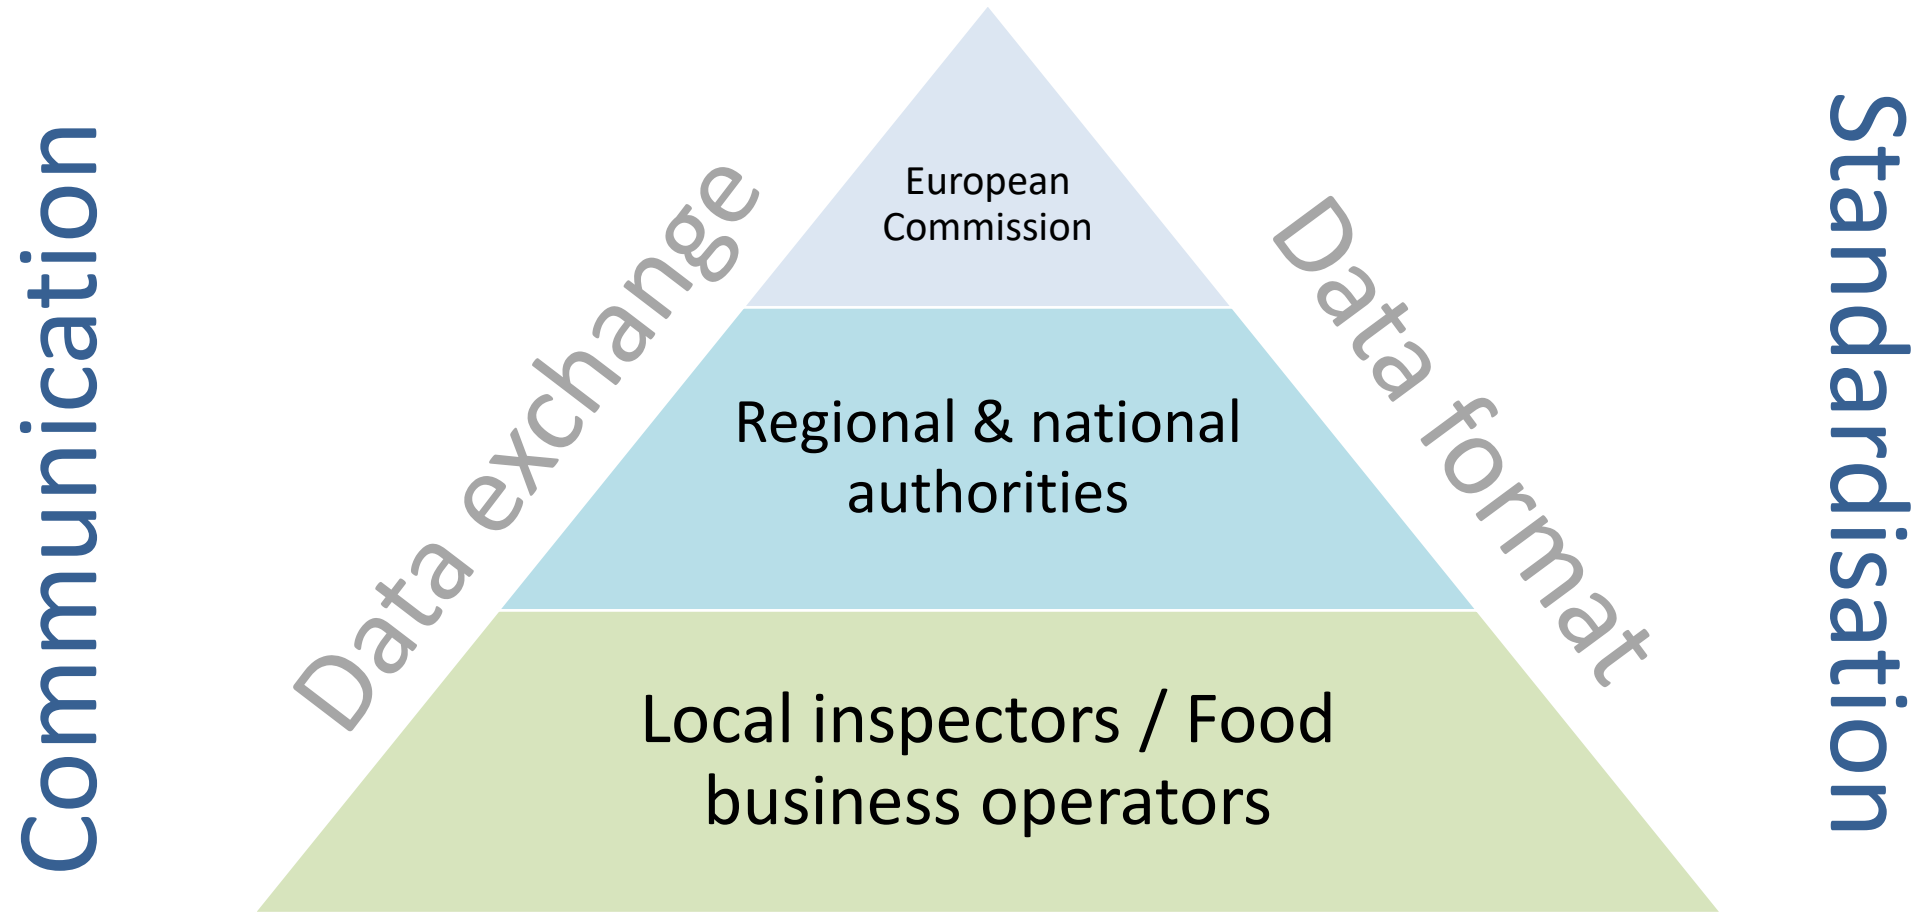 Communication
Data exchange
European
Commission
Regional & national
authorities
Local inspectors / Food
business operators
Data format
Standardisation